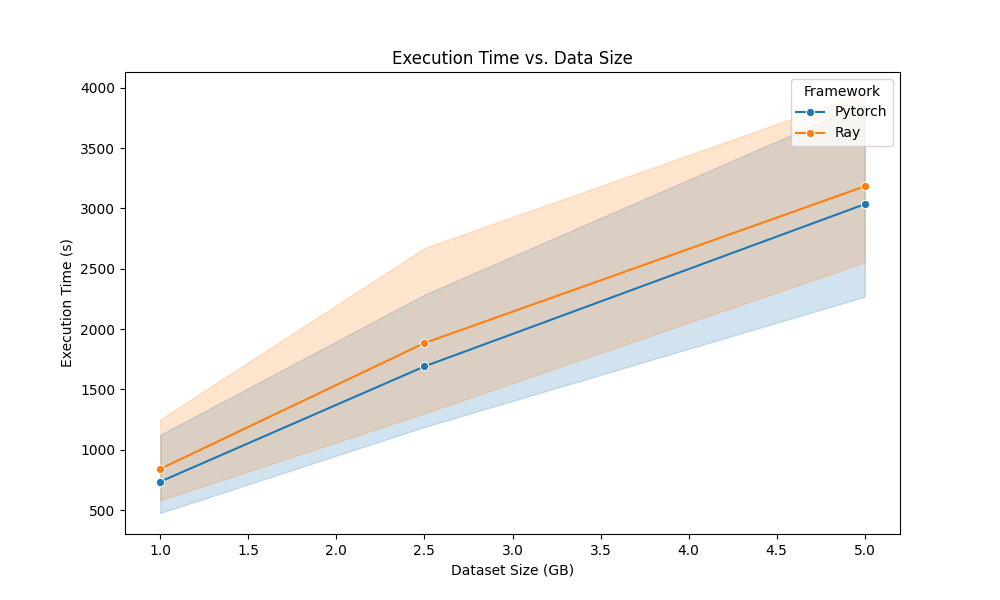 Execution Time vs. Data Size
Framework
Pytorch
Ray
Execution Time (s)
4000
3500
3000
2500
2000
1500
1000
500
1.0 1.5 2.0 2.5 3.0 3.5 4.0 4.5 5.0
Dataset Size (GB)